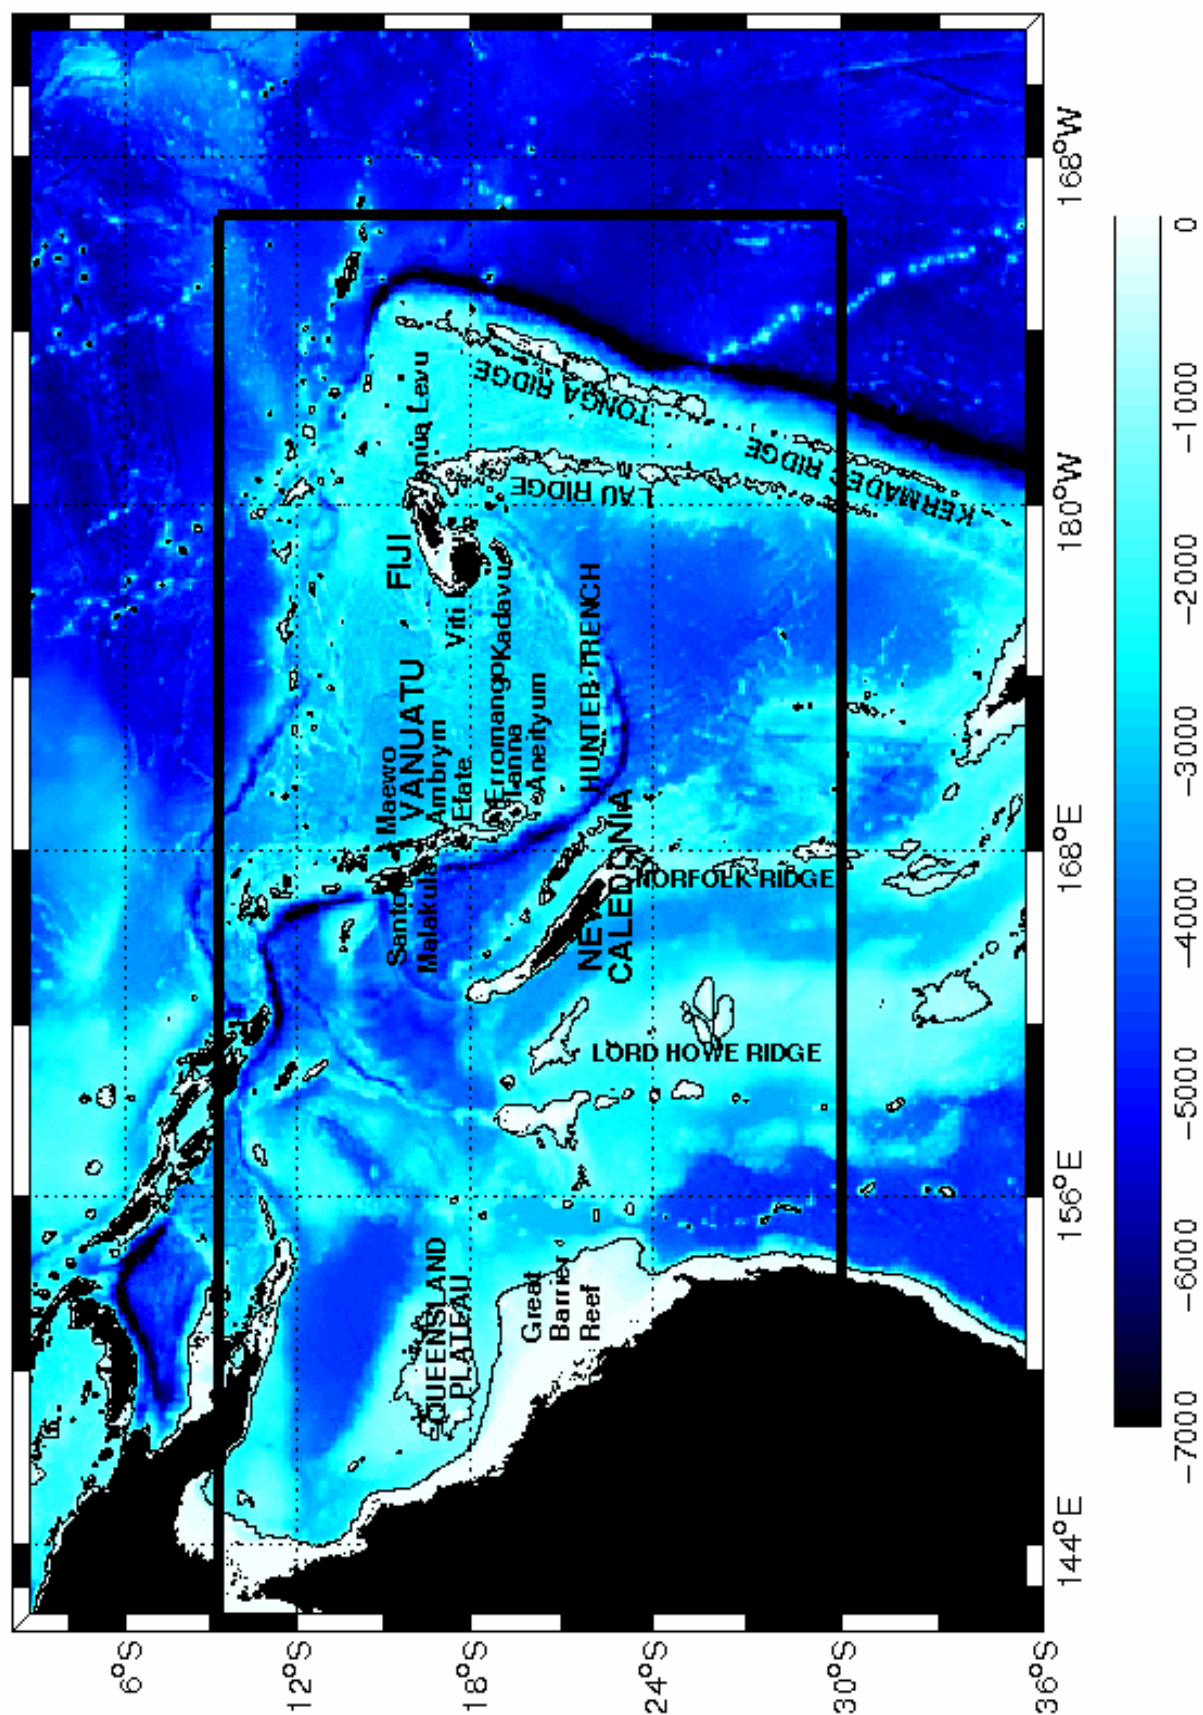 6°S
12°S
18°S
24°S
30°S
36°S
144°E
156°E
168°E
180°W
168°W
FIJI
nua Levu
Viti
Kadavu
VANUATU
Maewo
Santo
Ambrym
Malakula
Efate
Erromango
Tanna
Aneityum
QUEENSLAND
PLATEAU
Great
Barrier
Reef
TONGA RIDGE
LAU RIDGE
KERMADEC RIDGE
HUNTER TRENCH
NEW
CALEDONIA
NORFOLK RIDGE
LORD HOWE RIDGE
−7000
−6000
−5000
−4000
−3000
−2000
−1000
0